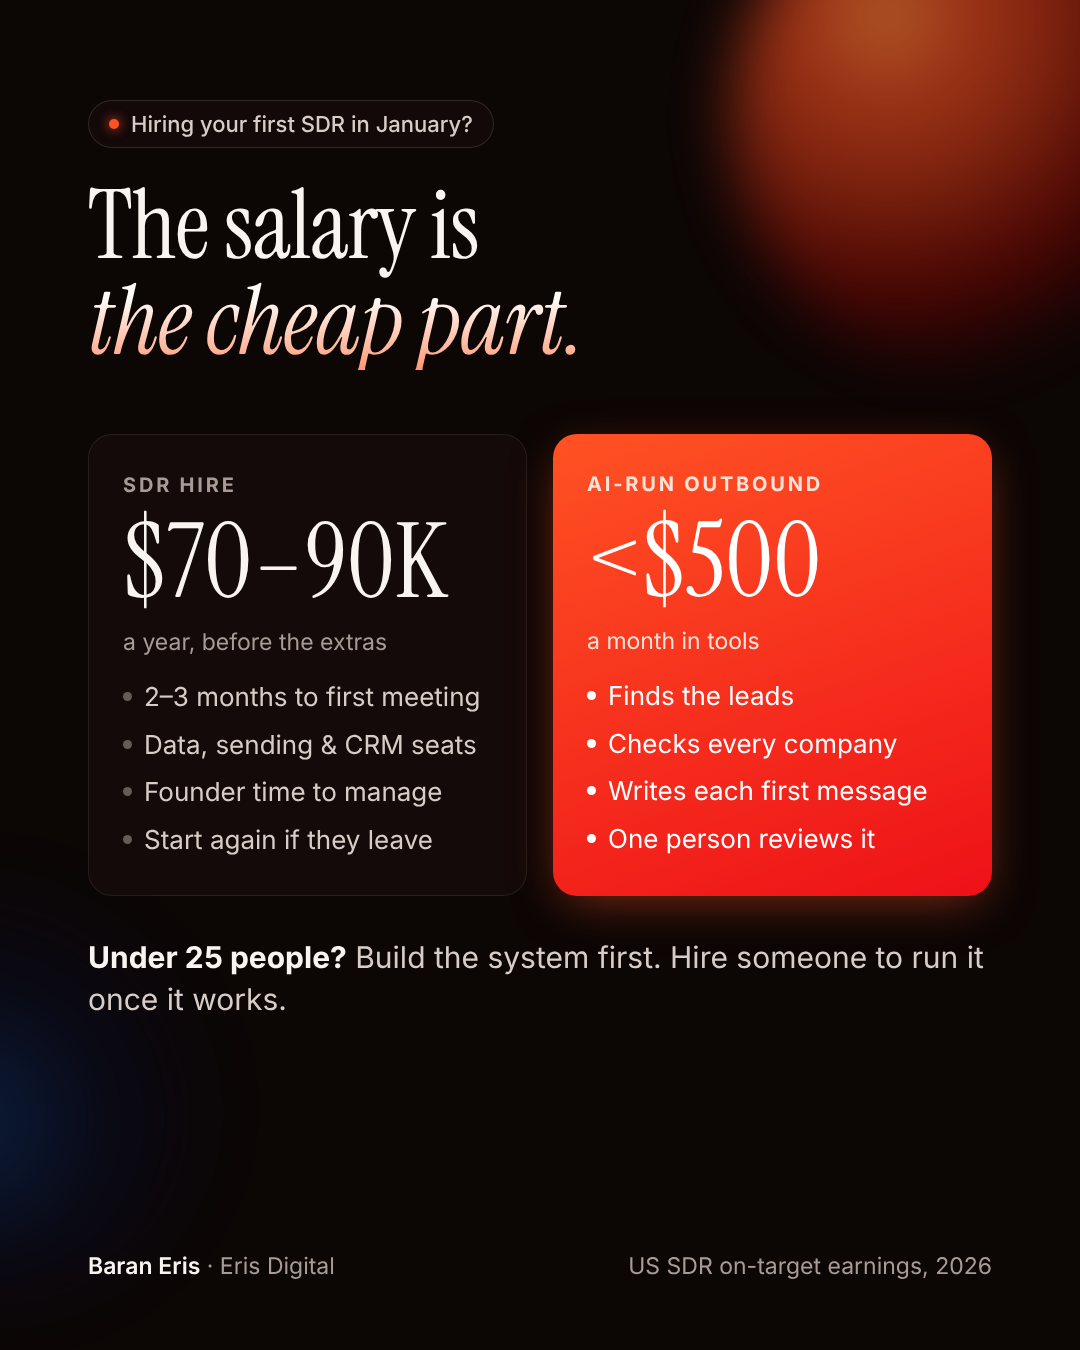 Hiring your first SDR in January?
The salary is
the cheap part.
SDR HIRE
$70–90K
a year, before the extras
• 2–3 months to first meeting
• Data, sending & CRM seats
• Founder time to manage
• Start again if they leave
AI-RUN OUTBOUND
<$500
a month in tools
• Finds the leads
• Checks every company
• Writes each first message
• One person reviews it
Under 25 people? Build the system first. Hire someone to run it
once it works.
Baran Eris · Eris Digital
US SDR on-target earnings, 2026